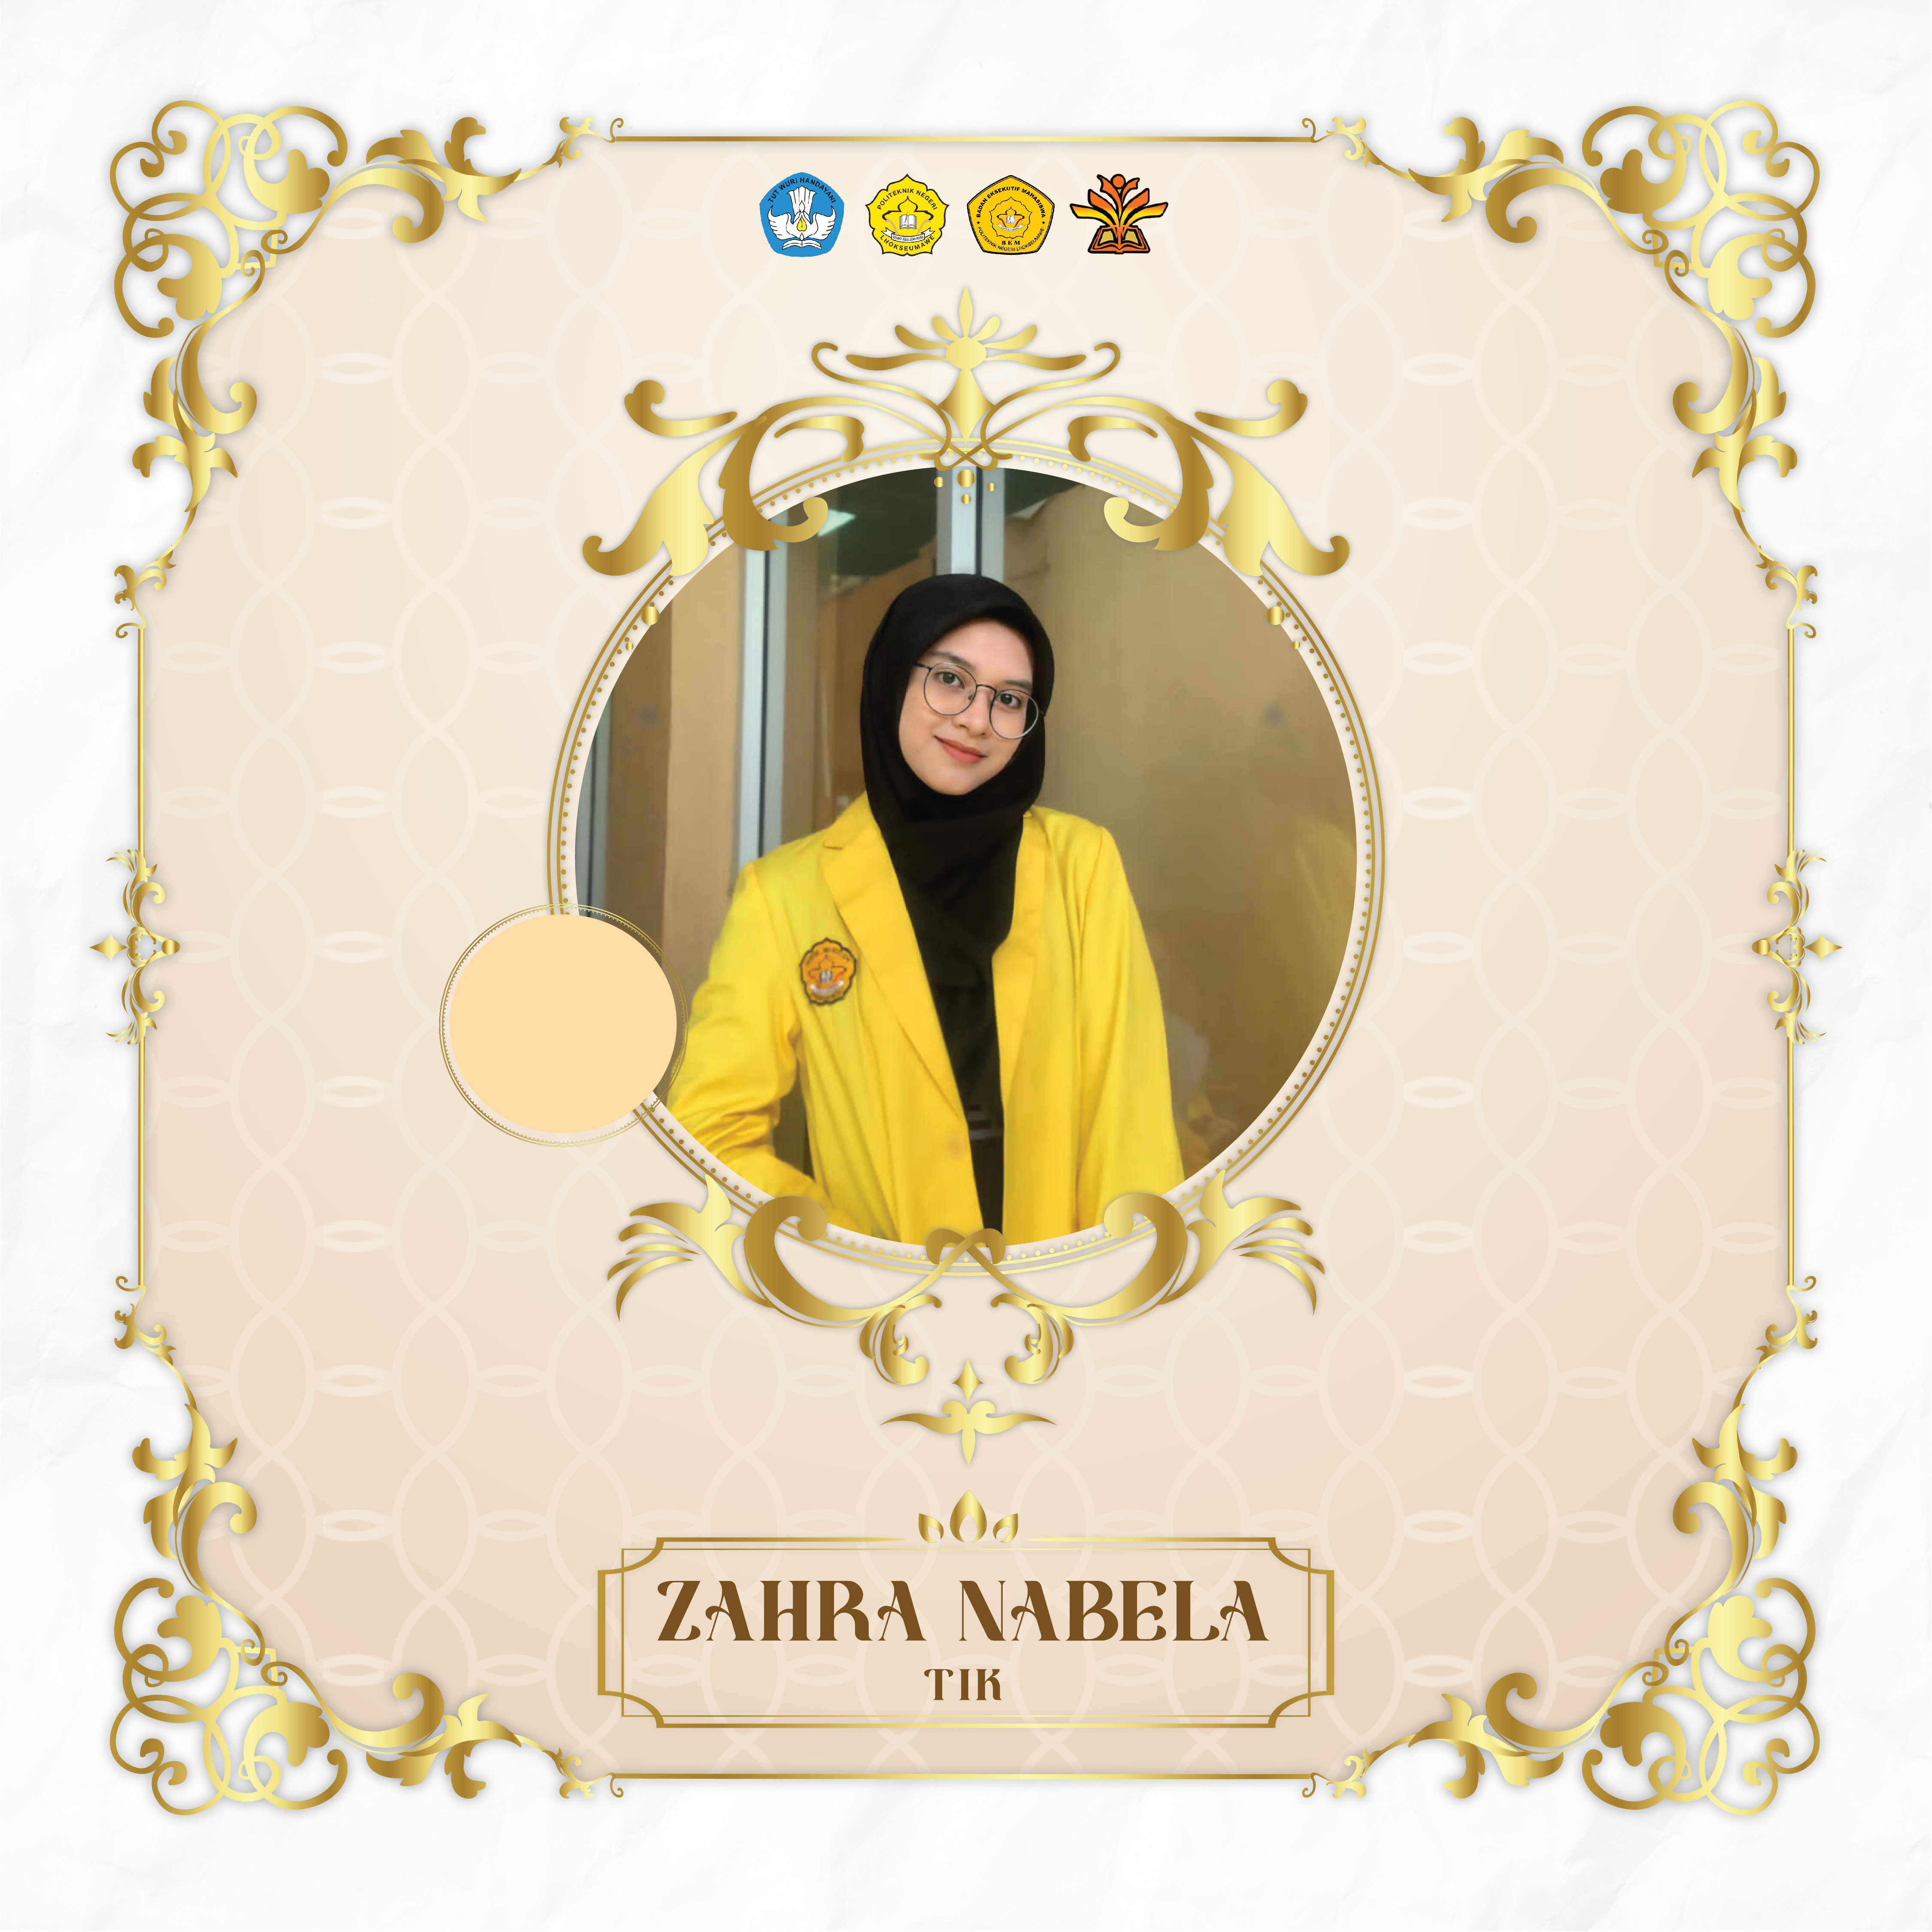 TUT WURI HANDAYANI
POLITEKNIK NEGERI
LHOKSEUMAWE
BADAN EKSEKUTIF MAHASISWA
BEM
POLITEKNIK NEGERI LHOKSEUMAWE
ZAHRA NABELA
TIK